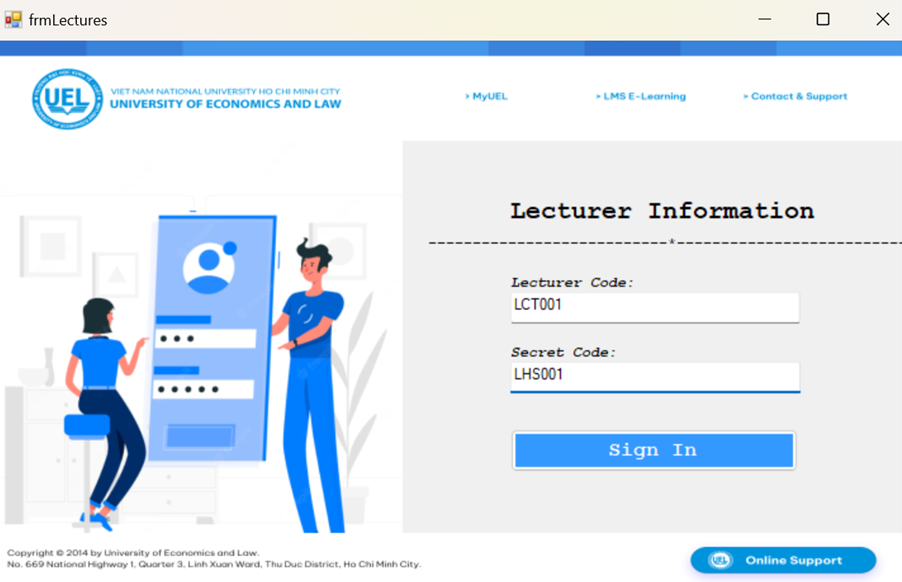 frmLectures
UEL
VIET NAM NATIONAL UNIVERSITY HO CHI MINH CITY
UNIVERSITY OF ECONOMICS AND LAW
> MyUEL
> LMS E-Learning
> Contact & Support
Lecturer Information
---------------------------*---------------------------
Lecturer Code:
LCT001
Secret Code:
LHS001
Sign In
Copyright © 2014 by University of Economics and Law.
No. 669 National Highway 1, Quarter 3, Linh Xuan Ward, Thu Duc District, Ho Chi Minh City.
UEL
Online Support